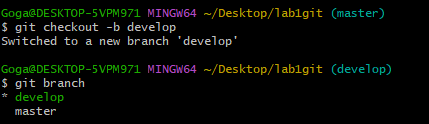 Goga@DESKTOP-5VPM971 MINGW64 ~/Desktop/lab1git (master)
$ git checkout -b develop
Switched to a new branch 'develop'
Goga@DESKTOP-5VPM971 MINGW64 ~/Desktop/lab1git (develop)
$ git branch
* develop
master